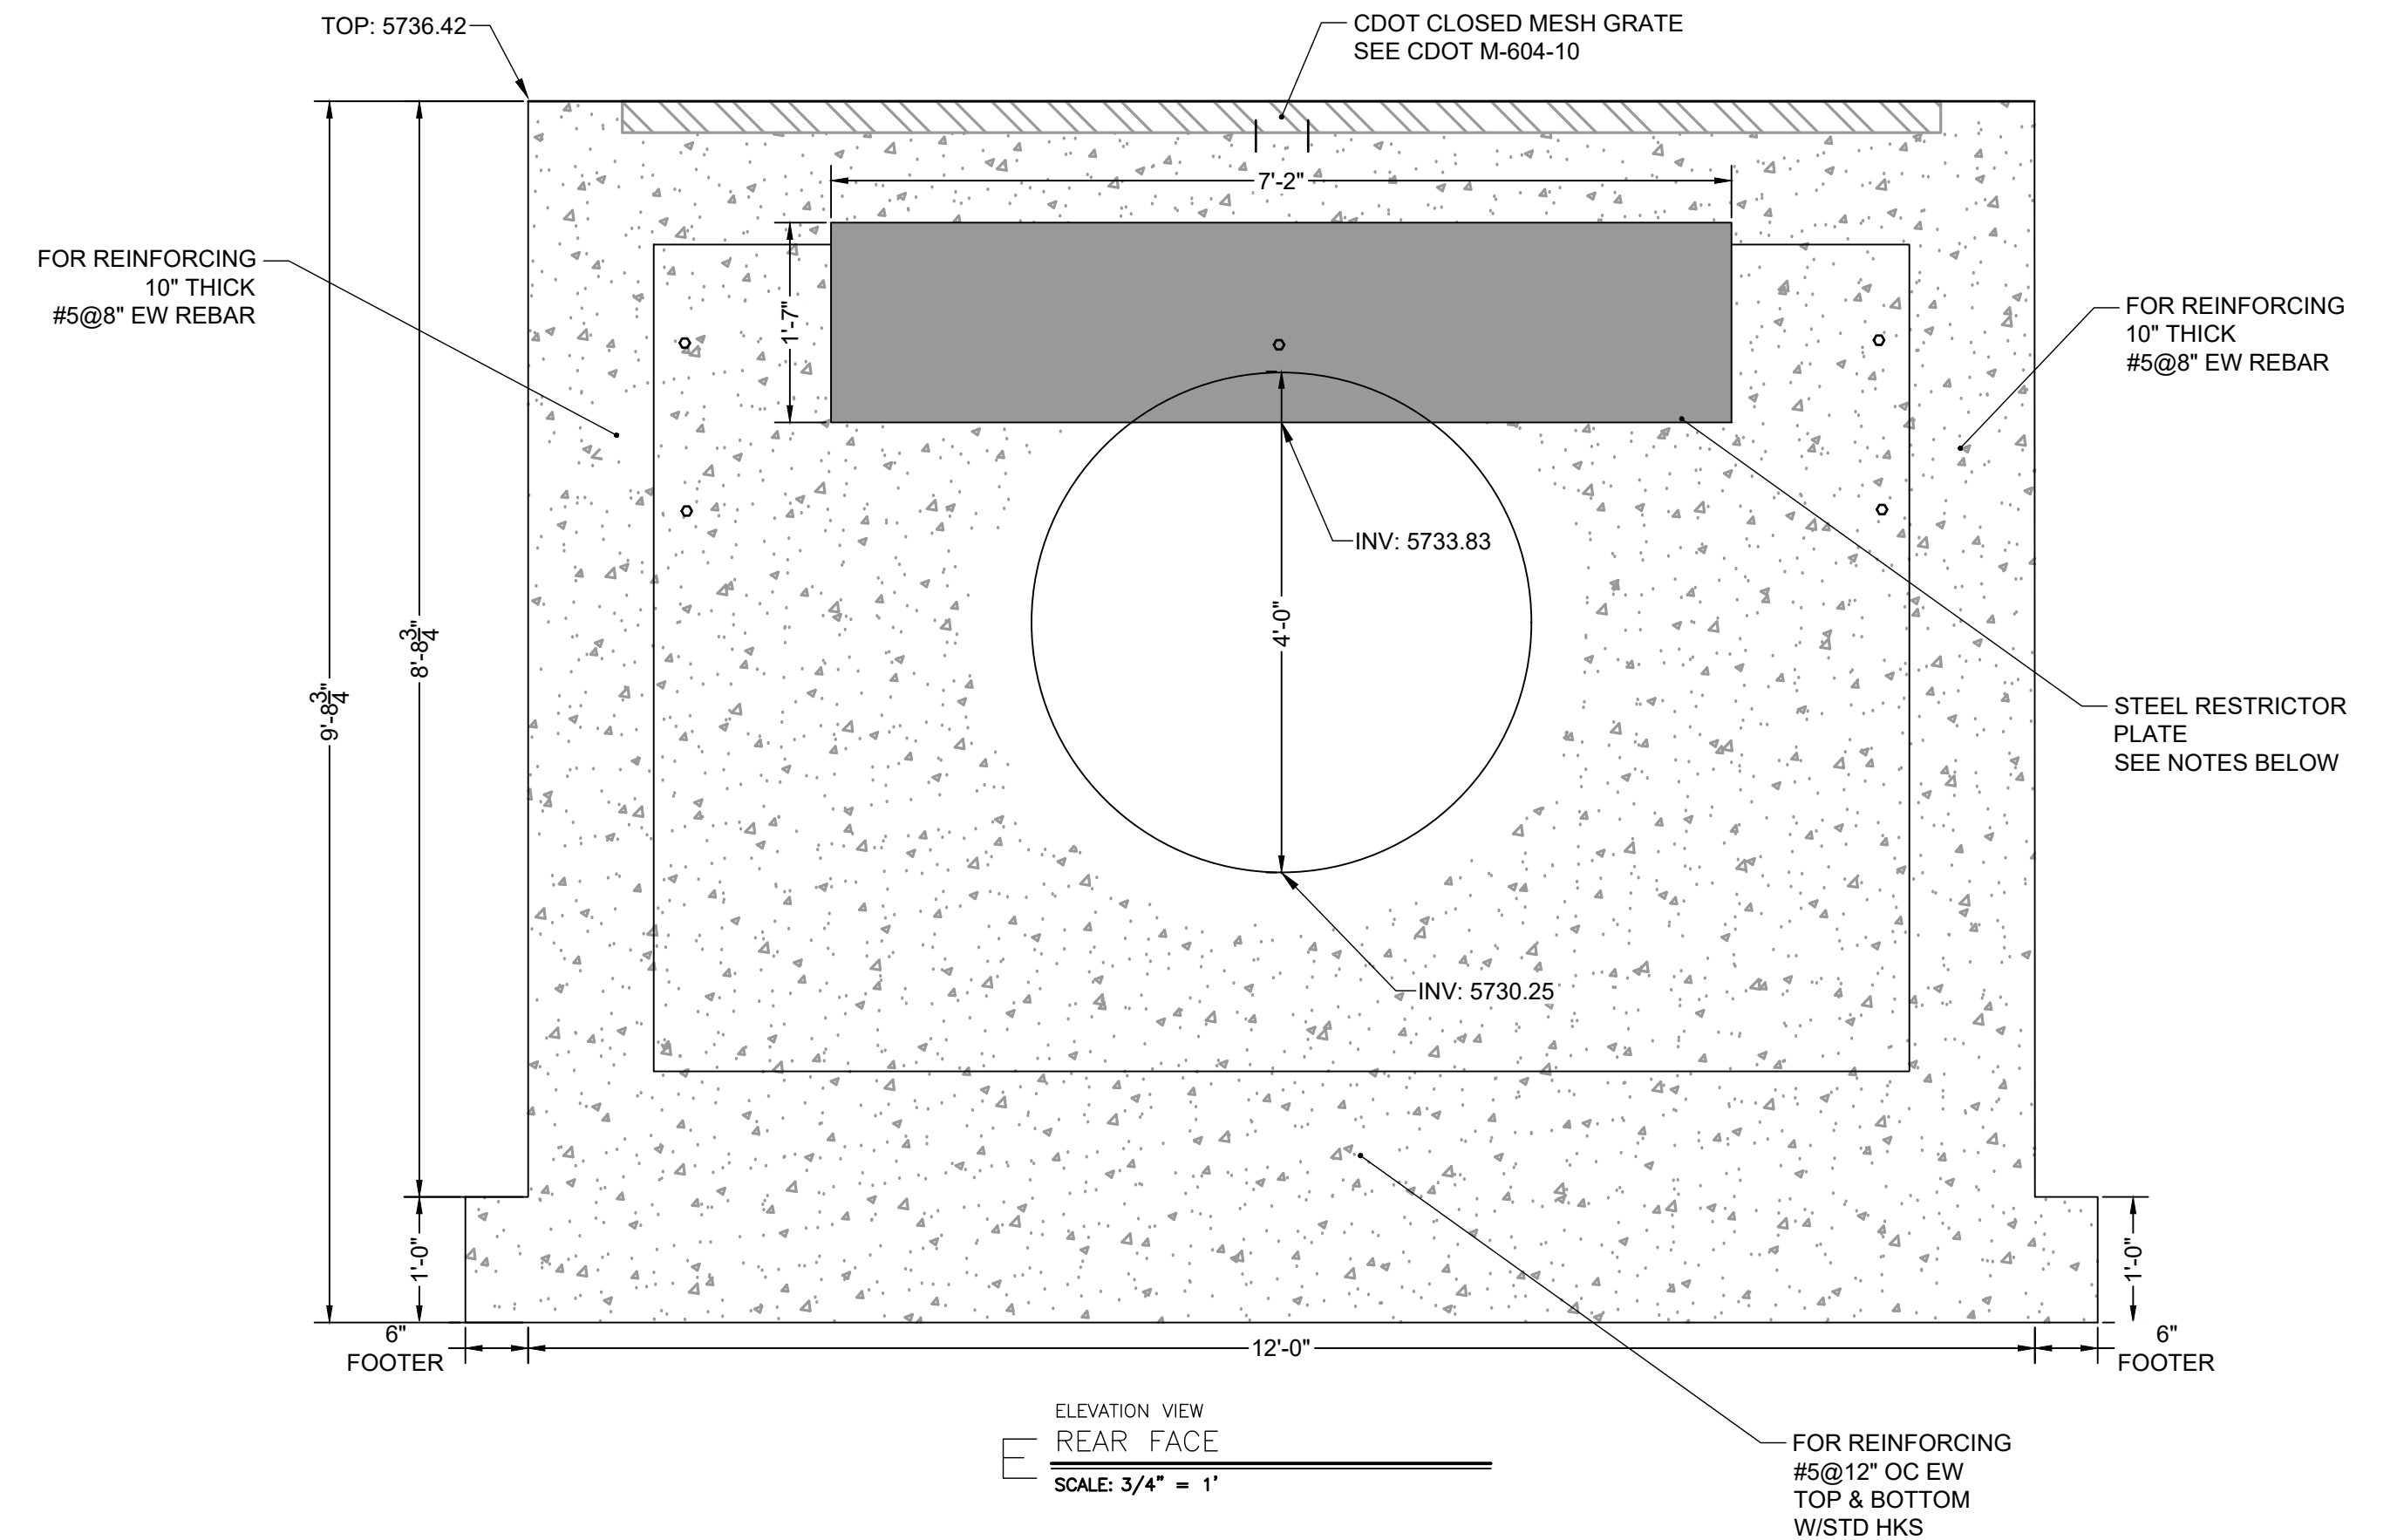 TOP: 5736.42
CDOT CLOSED MESH GRATE
SEE CDOT M-604-10
7'-2"
FOR REINFORCING
10" THICK
#5@8" EW REBAR
1'-7"
FOR REINFORCING
10" THICK
#5@8" EW REBAR
INV: 5733.83
4'-0"
8'-8 3/4"
9'-8 3/4"
STEEL RESTRICTOR
PLATE
SEE NOTES BELOW
INV: 5730.25
1'-0"
1'-0"
6"
FOOTER
12'-0"
6"
FOOTER
ELEVATION VIEW
E REAR FACE
SCALE: 3/4" = 1'
FOR REINFORCING
#5@12" OC EW
TOP & BOTTOM
W/STD HKS